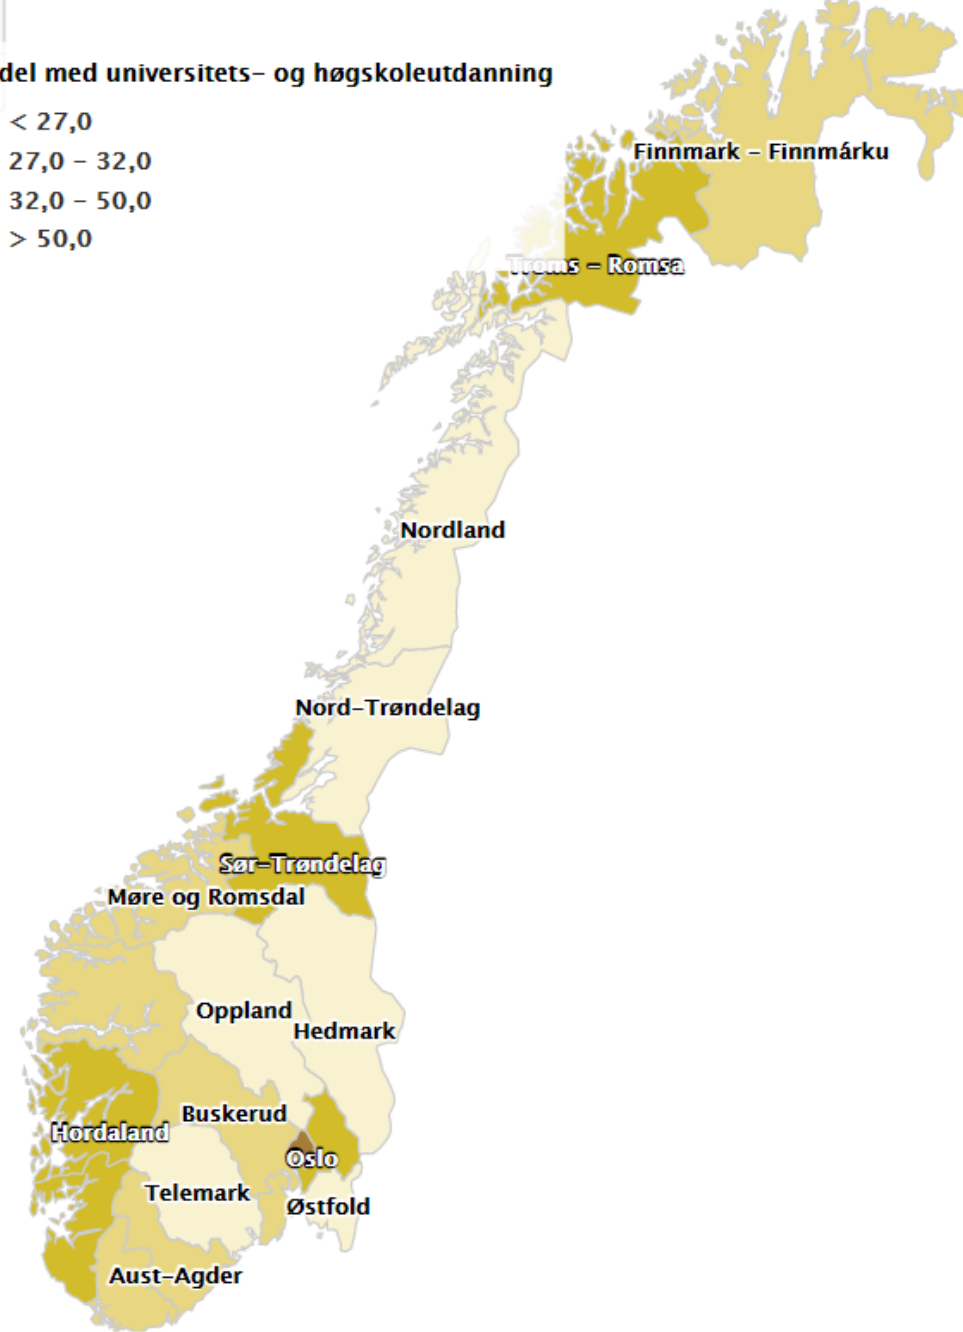 del med universitets- og høgskoleutdanning
< 27,0
27,0 - 32,0
32,0 - 50,0
> 50,0
Finnmark - Finnmárku
Troms - Romsa
Nordland
Nord-Trøndelag
Sør-Trøndelag
Møre og Romsdal
Oppland
Hedmark
Buskerud
Hordaland
Oslo
Telemark
Østfold
Aust-Agder